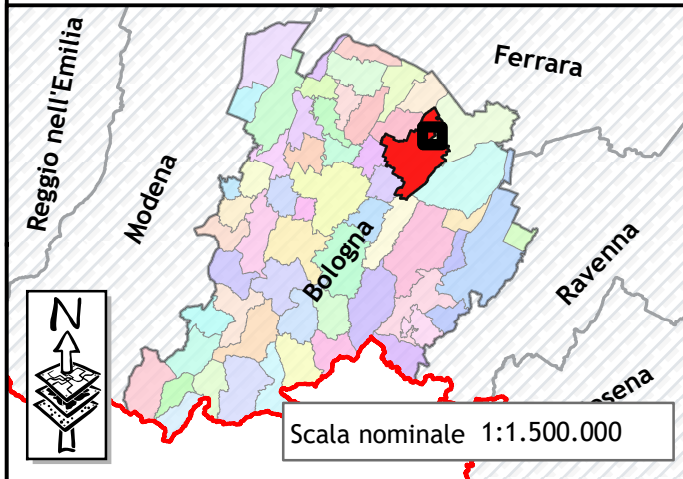 Reggio nell'Emilia
Modena
Ferrara
Bologna
Ravenna
N
Scala nominale 1:1.500.000